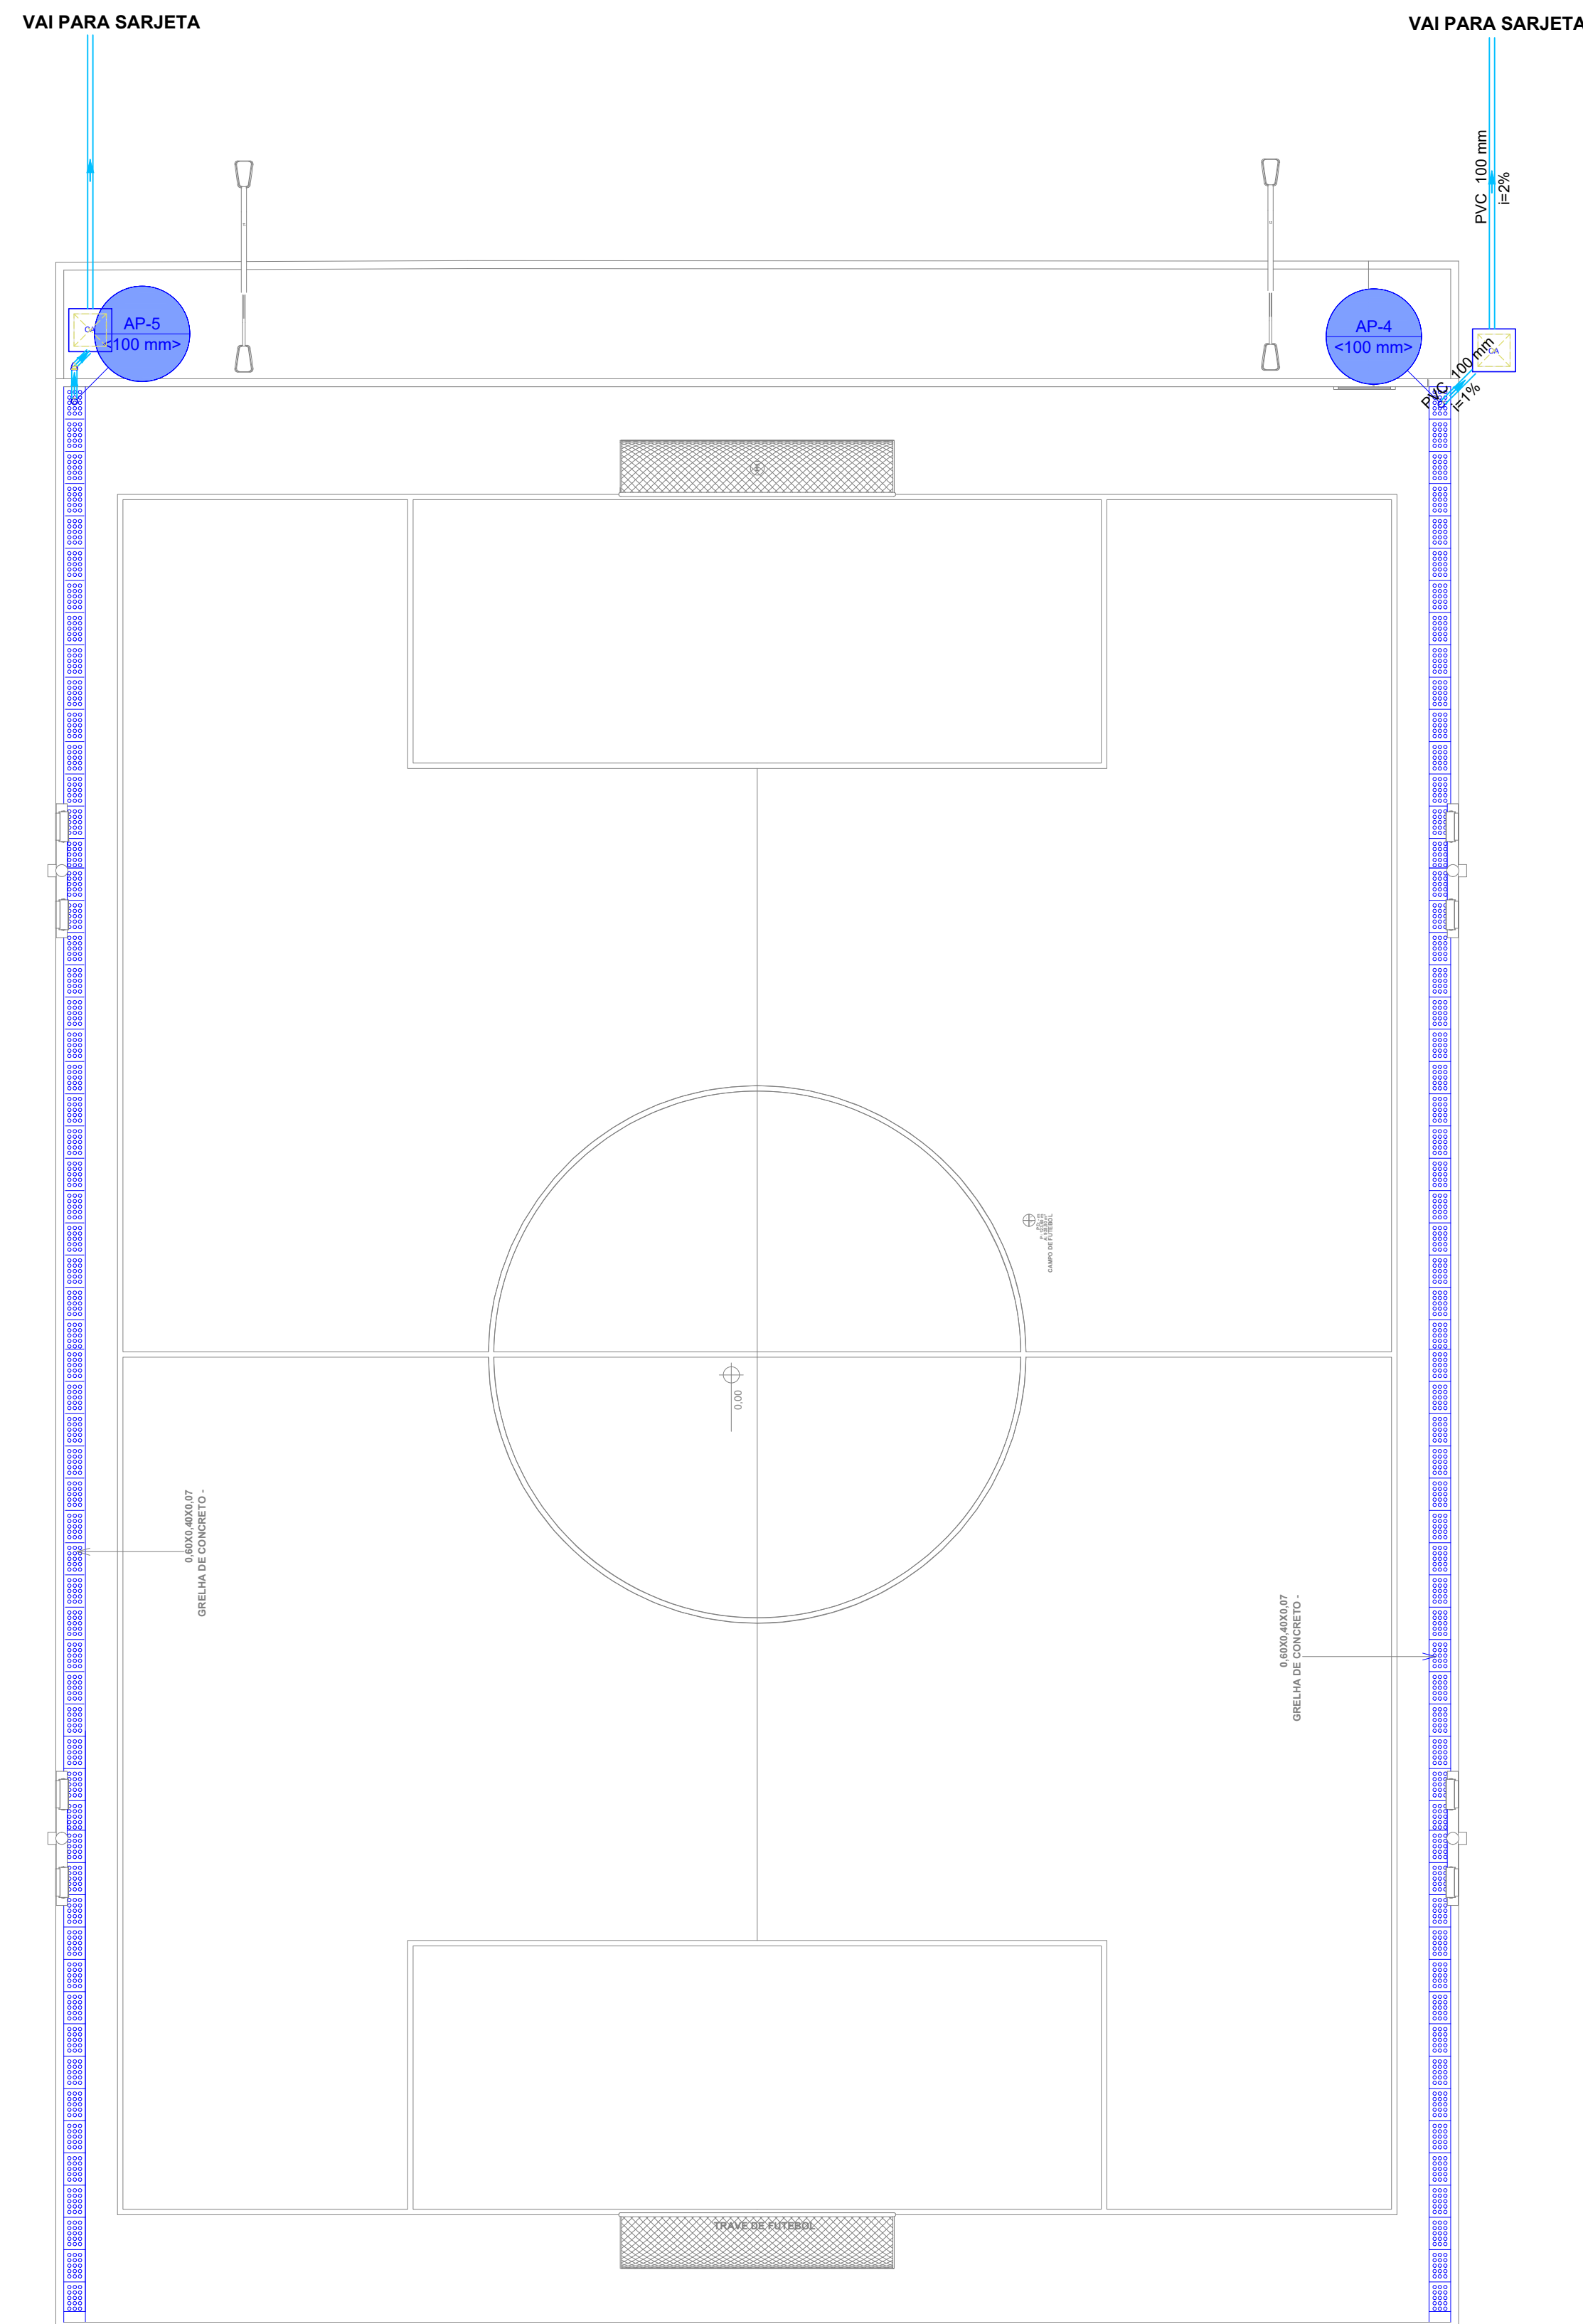 VAI PARA SARJETA
VAI PARA SARJETA
PVC 100 mm
i=2%
AP-5
<100 mm>
CA
AP-4
<100 mm>
CA
PVC 100 mm
i=1%
CAMPO DE FUTEBOL
0,00
GRELHA DE CONCRETO -
0,60X0,40X0,07
GRELHA DE CONCRETO -
0,60X0,40X0,07
TRAVE DE FUTEBOL